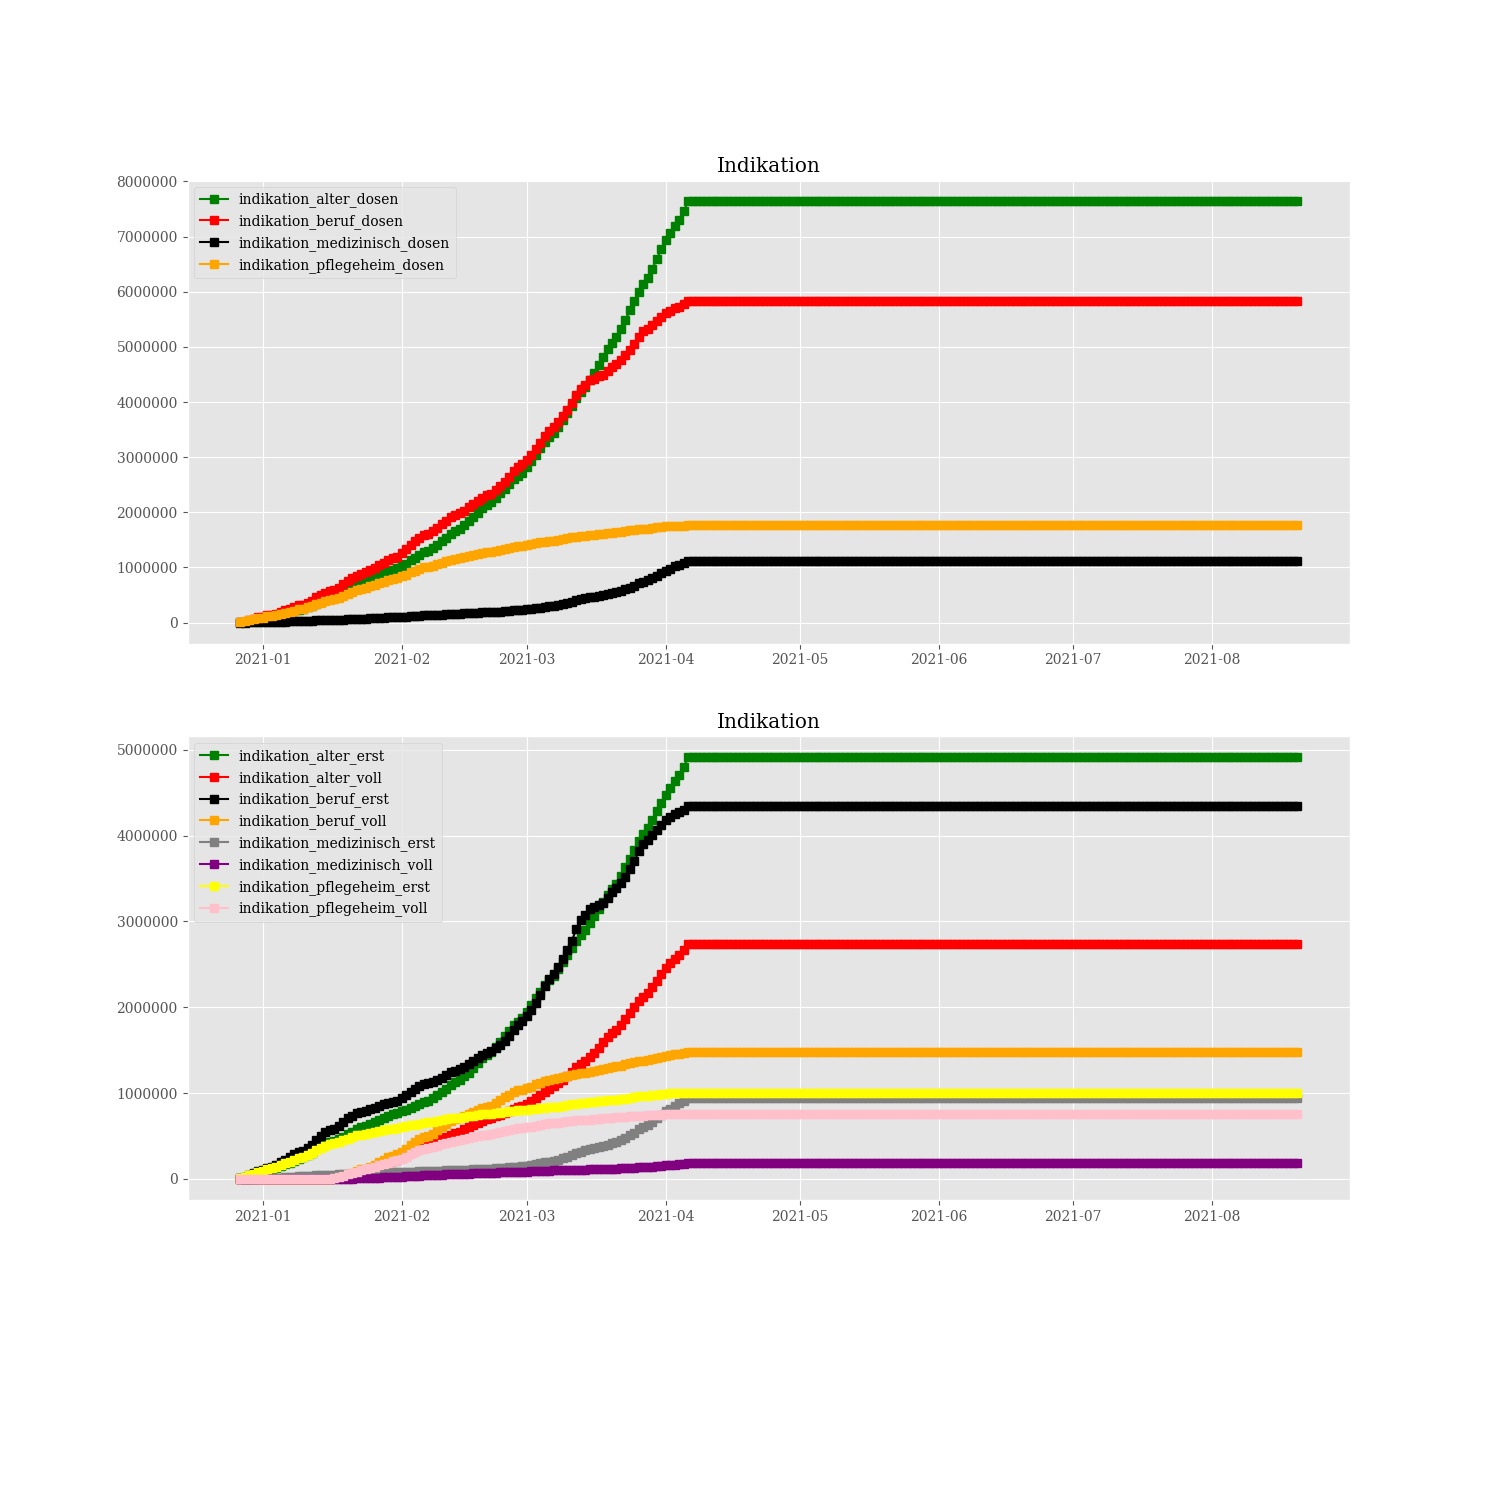 Indikation
8000000
7000000
6000000
5000000
4000000
3000000
2000000
1000000
0
indikation_alter_dosen
indikation_beruf_dosen
indikation_medizinisch_dosen
indikation_pflegeheim_dosen
2021-01 2021-02 2021-03 2021-04 2021-05 2021-06 2021-07 2021-08
Indikation
5000000
4000000
3000000
2000000
1000000
0
indikation_alter_erst
indikation_alter_voll
indikation_beruf_erst
indikation_beruf_voll
indikation_medizinisch_erst
indikation_medizinisch_voll
indikation_pflegeheim_erst
indikation_pflegeheim_voll
2021-01 2021-02 2021-03 2021-04 2021-05 2021-06 2021-07 2021-08